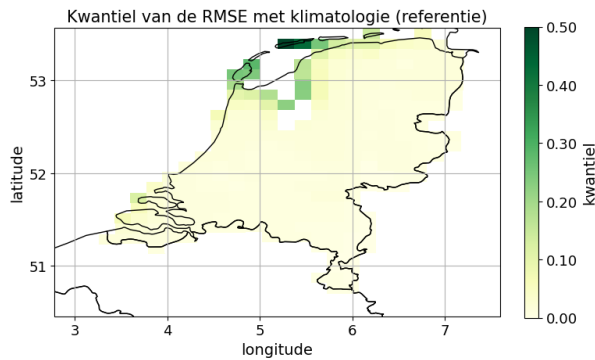 Kwantiel van de RMSE met klimatologie (referentie)
53
52
51
latitude
3 4 5 6 7
longitude
0.50
0.40
0.30
0.20
0.10
0.00
kwantiel